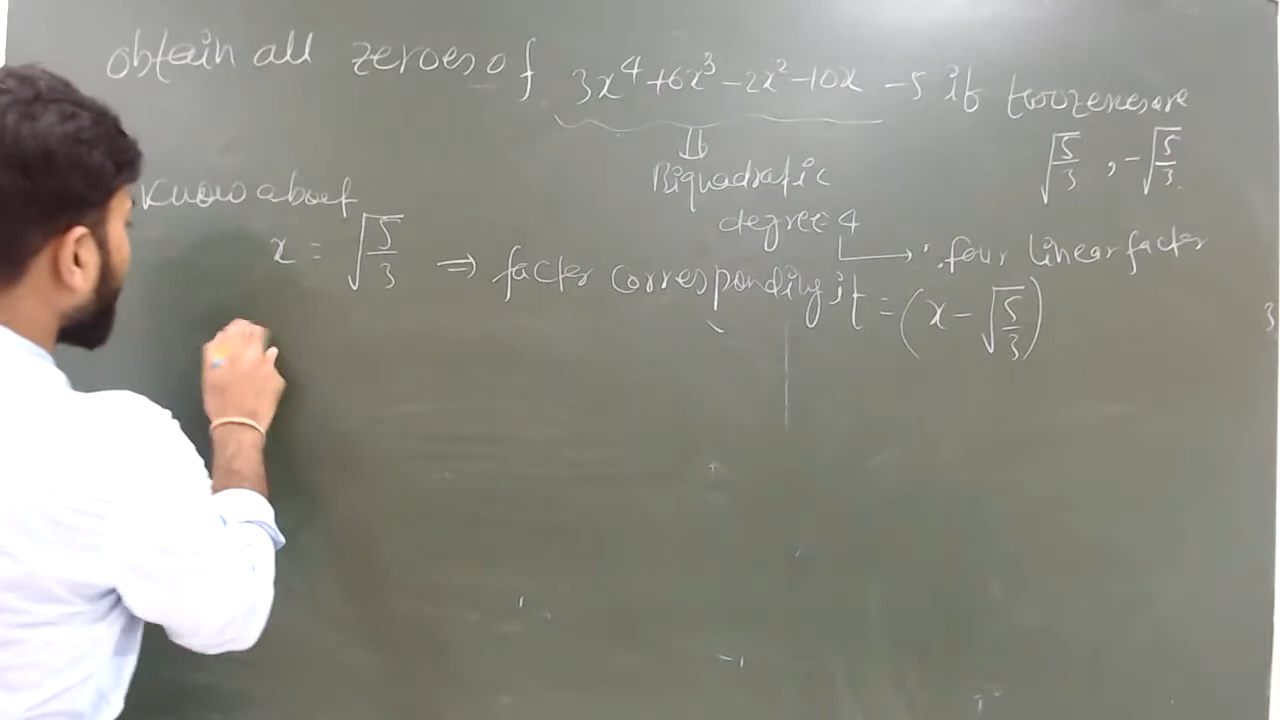 obtain all zeroes of 3x⁴+6x³-2x²-10x-5 if two zeroes are
√(5/3), -√(5/3)
⇓
Biquadratic
degree 4
know about
→ four linear factor
x = √(5/3) ⇒ factor corresponding it = (x - √(5/3))
3